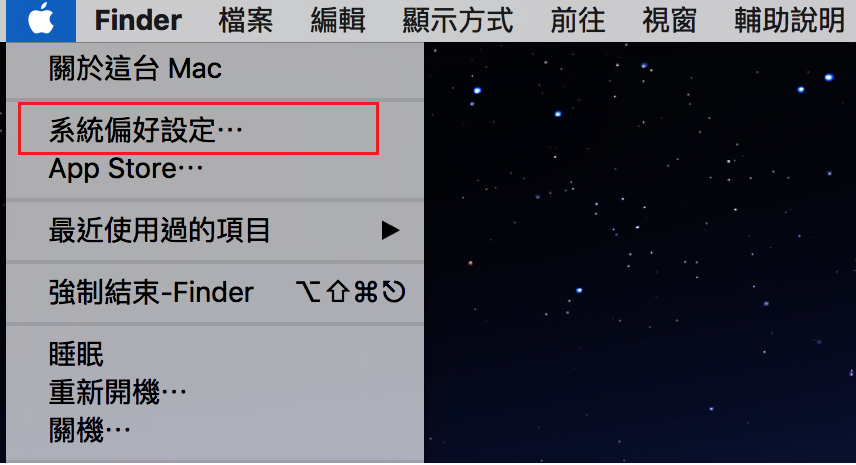 Finder 檔案 編輯 顯示方式 前往 視窗 輔助說明
關於這台 Mac
系統偏好設定⋯
App Store⋯
最近使用過的項目 ▶
強制結束-Finder ⌥⇧⌘⎋
睡眠
重新開機⋯
關機⋯